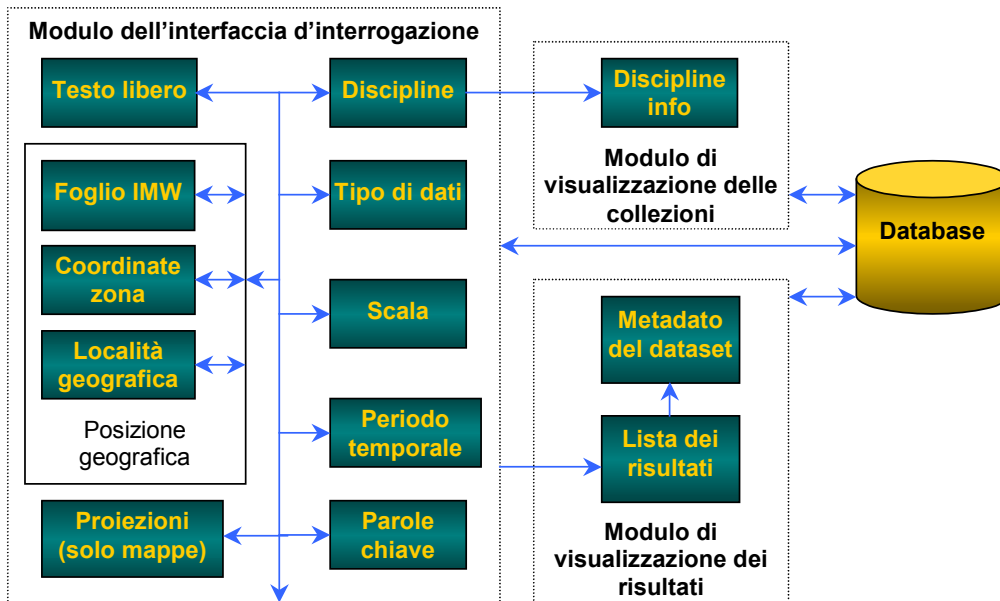 Modulo dell'interfaccia d'interrogazione
Testo libero
Discipline
Foglio IMW
Tipo di dati
Coordinate
zona
Scala
Località
geografica
Posizione
geografica
Periodo
temporale
Proiezioni
(solo mappe)
Parole
chiave
Discipline
info
Modulo di
visualizzazione delle
collezioni
Database
Metadato
del dataset
Lista dei
risultati
Modulo di
visualizzazione dei
risultati